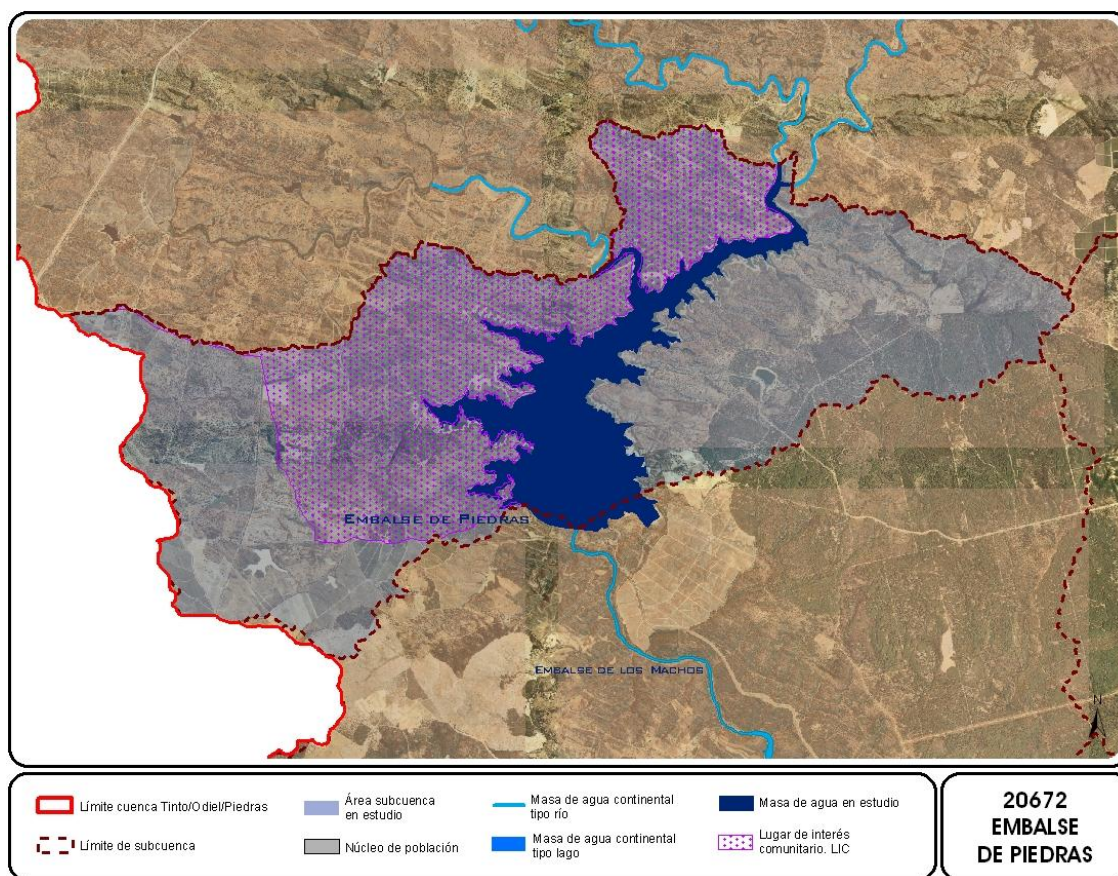 EMBALSE DE PIEDRAS
EMBALSE DE LOS MACHOS
N
Límite cuenca Tinto/Odiel/Piedras
Área subcuenca
en estudio
Masa de agua continental
tipo río
Masa de agua en estudio
Límite de subcuenca
Núcleo de población
Masa de agua continental
tipo lago
Lugar de interés
comunitario. LIC
20672
EMBALSE
DE PIEDRAS